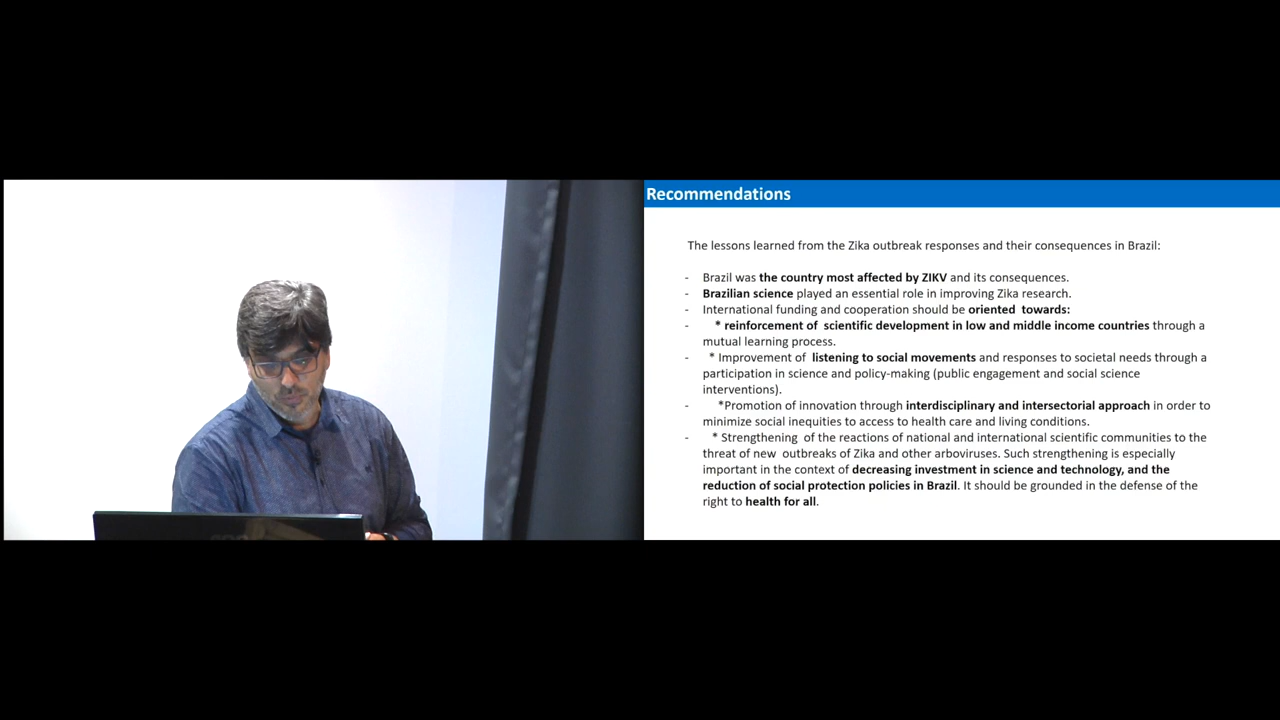 Recommendations
The lessons learned from the Zika outbreak responses and their consequences in Brazil:
- Brazil was the country most affected by ZIKV and its consequences.
- Brazilian science played an essential role in improving Zika research.
- International funding and cooperation should be oriented towards:
- * reinforcement of scientific development in low and middle income countries through a
mutual learning process.
- * Improvement of listening to social movements and responses to societal needs through a
participation in science and policy-making (public engagement and social science
interventions).
- *Promotion of innovation through interdisciplinary and intersectorial approach in order to
minimize social inequities to access to health care and living conditions.
- * Strengthening of the reactions of national and international scientific communities to the
threat of new outbreaks of Zika and other arboviruses. Such strengthening is especially
important in the context of decreasing investment in science and technology, and the
reduction of social protection policies in Brazil. It should be grounded in the defense of the
right to health for all.